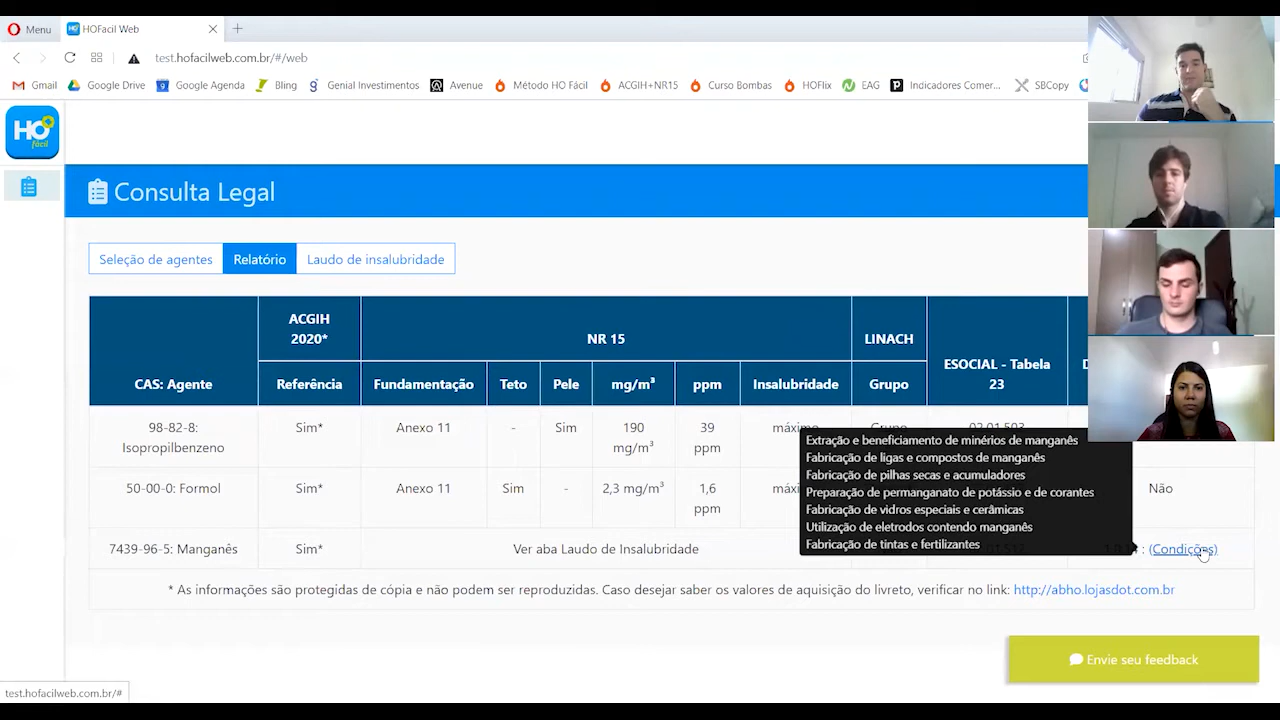 Menu
HOFacil Web
test.hofacilweb.com.br/#/web
Gmail
Google Drive
Google Agenda
Bling
Genial Investimentos
Avenue
Método HO Fácil
ACGIH+NR15
Curso Bombas
HOFlix
EAG
Indicadores Comer...
SBCopy
HO
fácil
Consulta Legal
Seleção de agentes
Relatório
Laudo de insalubridade
CAS: Agente
ACGIH
2020*
NR 15
LINACH
ESOCIAL - Tabela
23
D
Referência
Fundamentação
Teto
Pele
mg/m³
ppm
Insalubridade
Grupo
98-82-8:
Isopropilbenzeno
Sim*
Anexo 11
-
Sim
190
mg/m³
39
ppm
máximo
Grupo
02.01.503
50-00-0: Formol
Sim*
Anexo 11
Sim
-
2,3 mg/m³
1,6
ppm
Não
7439-96-5: Manganês
Sim*
Ver aba Laudo de Insalubridade
: (Condições)
Extração e beneficiamento de minérios de manganês
Fabricação de ligas e compostos de manganês
Fabricação de pilhas secas e acumuladores
Preparação de permanganato de potássio e de corantes
Fabricação de vidros especiais e cerâmicas
Utilização de eletrodos contendo manganês
Fabricação de tintas e fertilizantes
* As informações são protegidas de cópia e não podem ser reproduzidas. Caso desejar saber os valores de aquisição do livreto, verificar no link: http://abho.lojasdot.com.br
Envie seu feedback
test.hofacilweb.com.br/#